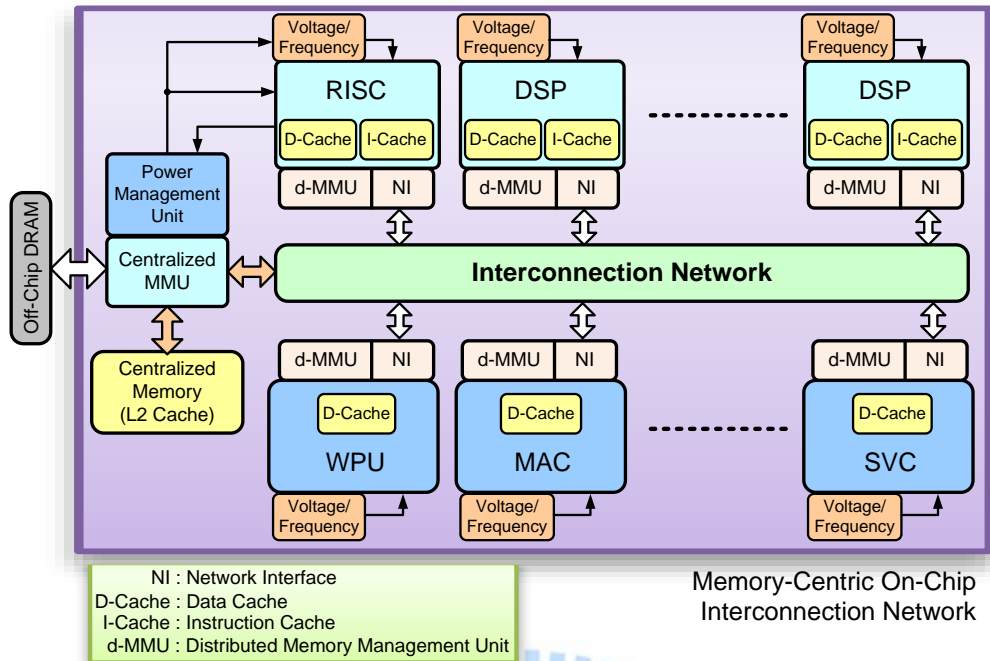 Voltage/
Frequency
RISC
D-Cache
I-Cache
d-MMU
NI
Voltage/
Frequency
DSP
D-Cache
I-Cache
d-MMU
NI
Voltage/
Frequency
DSP
D-Cache
I-Cache
d-MMU
NI
Power
Management
Unit
Off-Chip DRAM
Centralized
MMU
Interconnection Network
Centralized
Memory
(L2 Cache)
d-MMU
NI
D-Cache
WPU
Voltage/
Frequency
d-MMU
NI
D-Cache
MAC
Voltage/
Frequency
d-MMU
NI
D-Cache
SVC
Voltage/
Frequency
NI : Network Interface
D-Cache : Data Cache
I-Cache : Instruction Cache
d-MMU : Distributed Memory Management Unit
Memory-Centric On-Chip
Interconnection Network